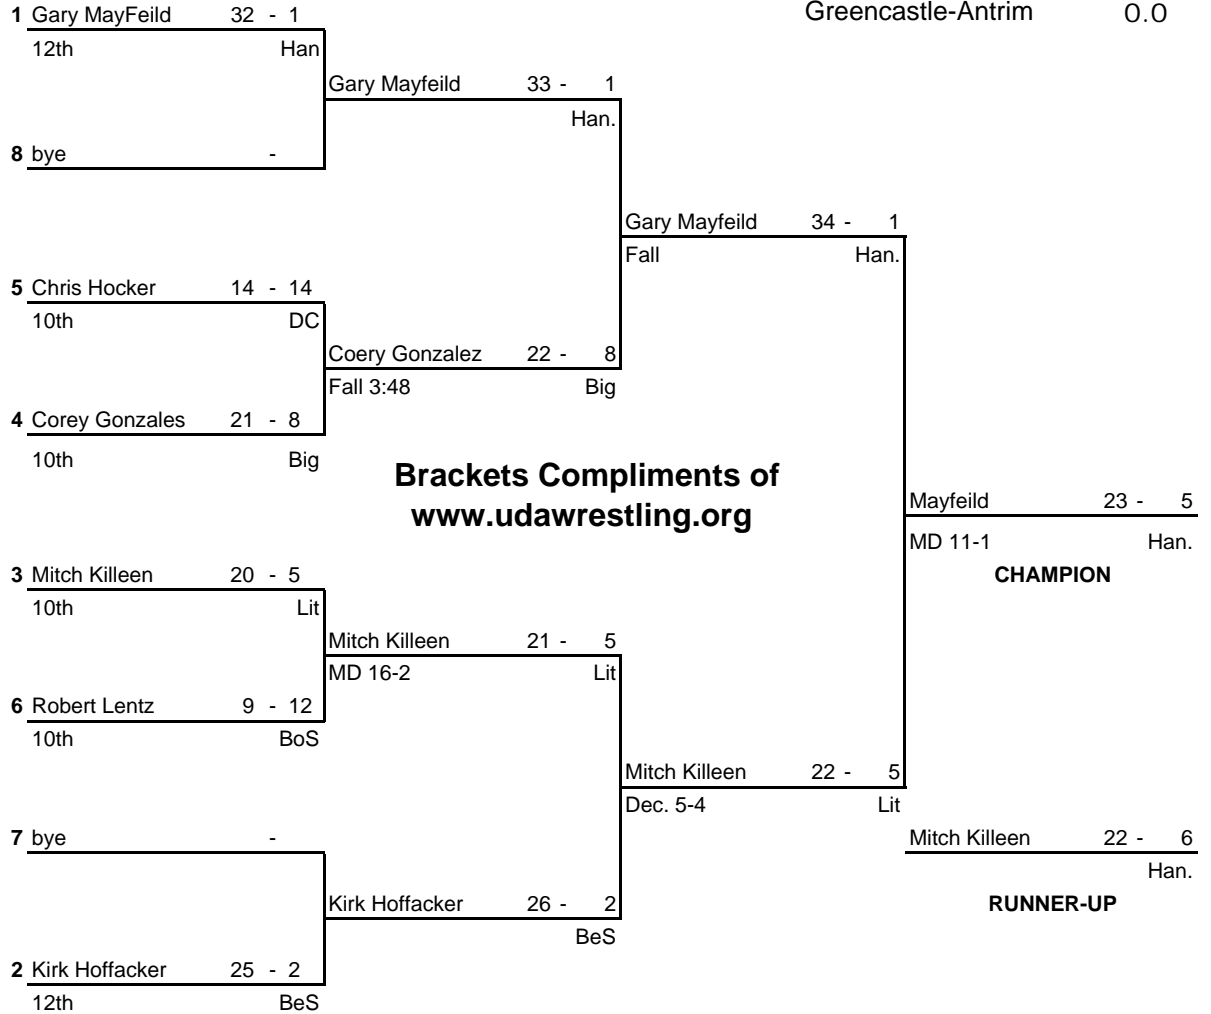 1 Gary MayFeild 32 - 1
Greencastle-Antrim 0.0
12th Han
Gary Mayfeild 33 - 1
Han.
8 bye -
Gary Mayfeild 34 - 1
Fall Han.
5 Chris Hocker 14 - 14
10th DC
Coery Gonzalez 22 - 8
Fall 3:48 Big
4 Corey Gonzales 21 - 8
10th Big
Brackets Compliments of
www.udawrestling.org
Mayfeild 23 - 5
MD 11-1 Han.
CHAMPION
3 Mitch Killeen 20 - 5
10th Lit
Mitch Killeen 21 - 5
MD 16-2 Lit
6 Robert Lentz 9 - 12
10th BoS
Mitch Killeen 22 - 5
Dec. 5-4 Lit
7 bye -
Mitch Killeen 22 - 6
Han.
RUNNER-UP
Kirk Hoffacker 26 - 2
BeS
2 Kirk Hoffacker 25 - 2
12th BeS